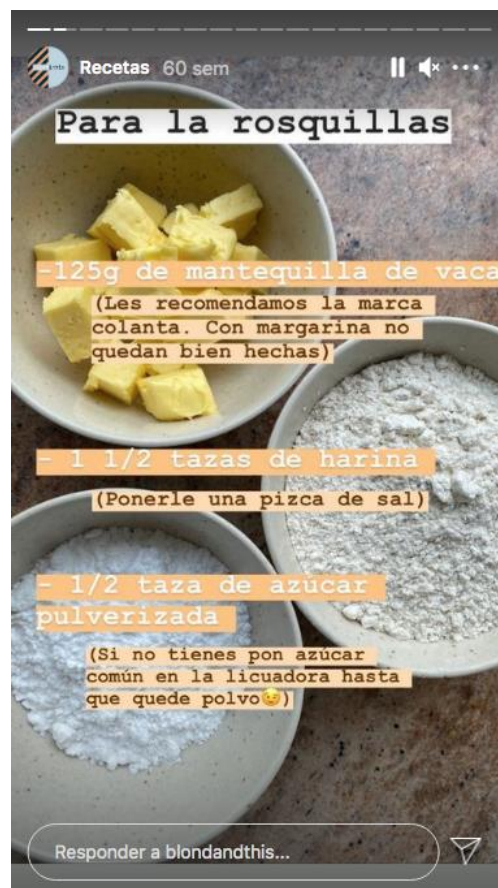 Recetas 60 sem
Para la rosquillas
-125g de mantequilla de vaca
(Les recomendamos la marca
colanta. Con margarina no
quedan bien hechas)
- 1 1/2 tazas de harina
(Ponerle una pizca de sal)
- 1/2 taza de azúcar
pulverizada
(Si no tienes pon azúcar
común en la licuadora hasta
que quede polvo😉)
Responder a blondandthis...